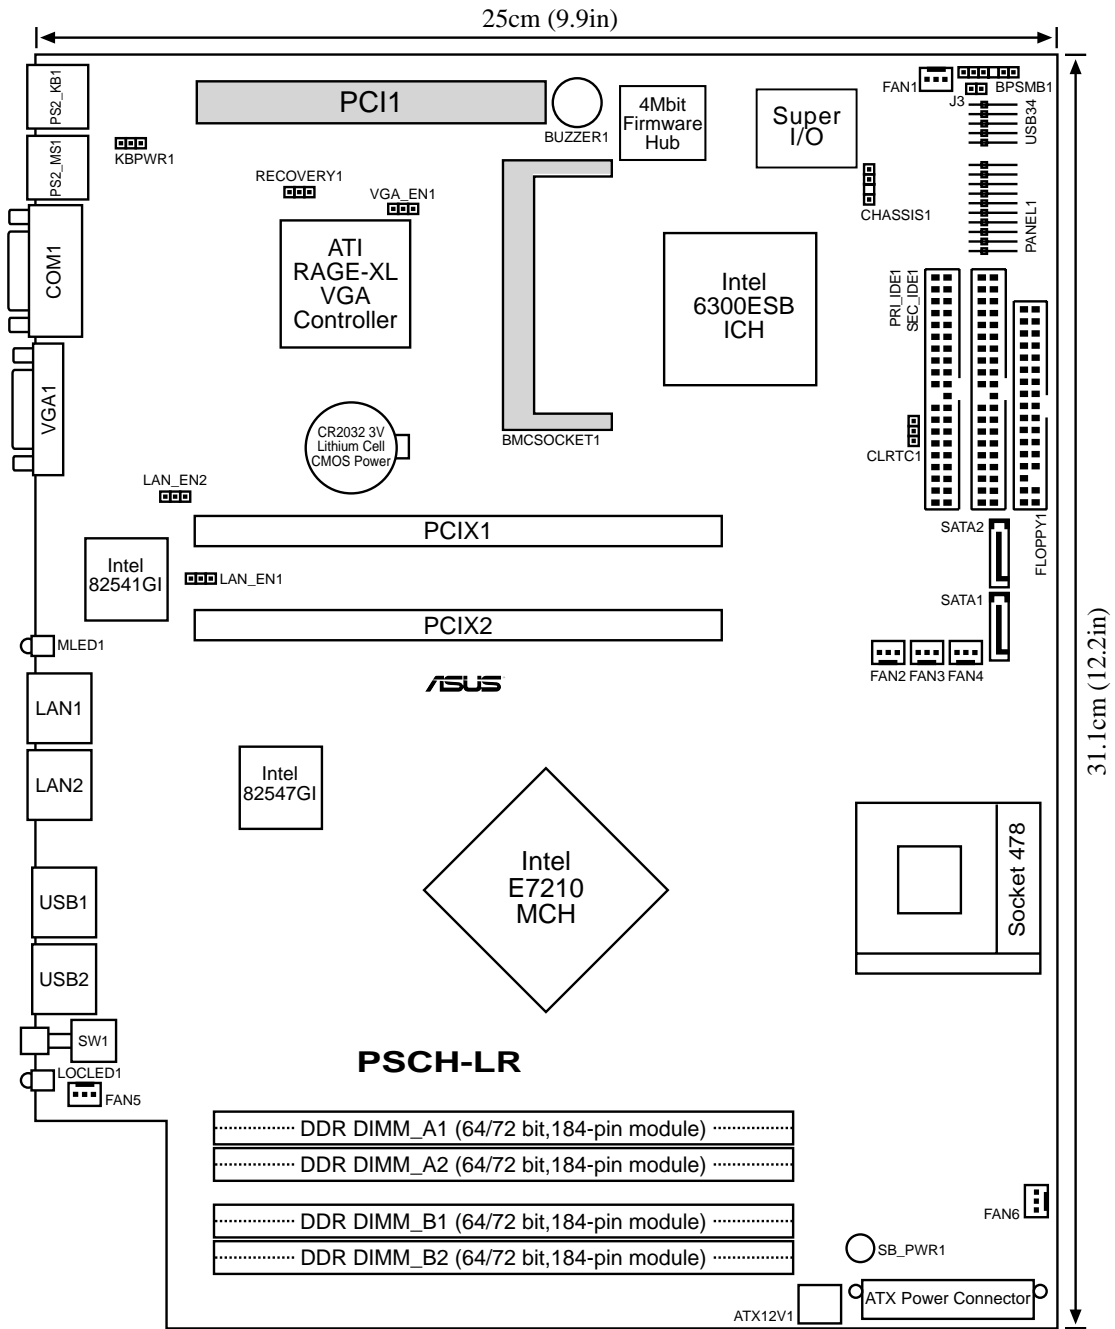 25cm (9.9in)
PS2_KB1
PCI1
BUZZER1
4Mbit
Firmware
Hub
Super
I/O
FAN1
BPSMB1
J3
USB34
PS2_MS1
KBPWR1
RECOVERY1
VGA_EN1
CHASSIS1
PANEL1
COM1
ATI
RAGE-XL
VGA
Controller
Intel
6300ESB
ICH
PRI_IDE1
SEC_IDE1
VGA1
CR2032 3V
Lithium Cell
CMOS Power
BMCSOCKET1
CLRTC1
LAN_EN2
PCIX1
SATA2
FLOPPY1
Intel
82541GI
LAN_EN1
SATA1
PCIX2
MLED1
FAN2 FAN3 FAN4
ASUS
31.1cm (12.2in)
LAN1
LAN2
Intel
82547GI
Intel
E7210
MCH
Socket 478
USB1
USB2
SW1
PSCH-LR
LOCLED1
FAN5
DDR DIMM_A1 (64/72 bit,184-pin module)
DDR DIMM_A2 (64/72 bit,184-pin module)
DDR DIMM_B1 (64/72 bit,184-pin module)
DDR DIMM_B2 (64/72 bit,184-pin module)
FAN6
SB_PWR1
ATX12V1
ATX Power Connector